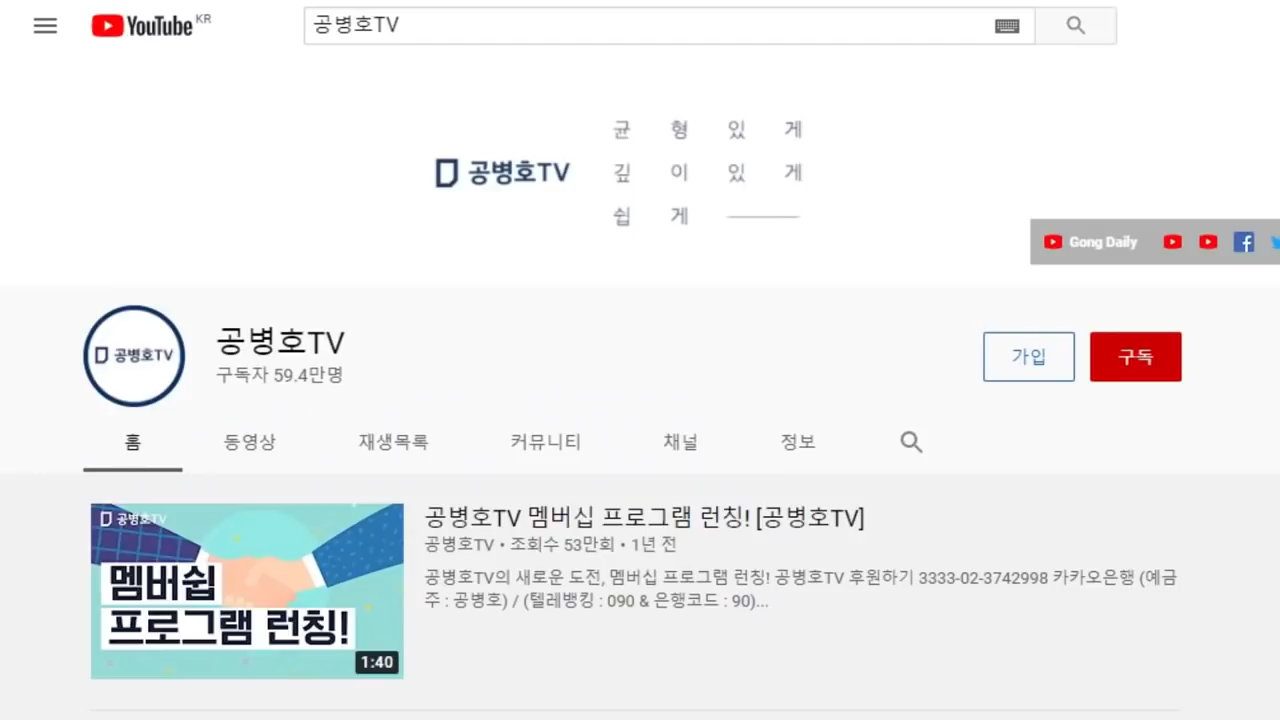 YouTube KR
공병호TV
균 형 있 게
공병호TV
깊 이 있 게
쉽 게
Gong Daily
공병호TV
공병호TV
구독자 59.4만명
가입
구독
홈
동영상
재생목록
커뮤니티
채널
정보
공병호TV
멤버쉽
프로그램 런칭!
1:40
공병호TV 멤버십 프로그램 런칭! [공병호TV]
공병호TV • 조회수 53만회 • 1년 전
공병호TV의 새로운 도전, 멤버십 프로그램 런칭! 공병호TV 후원하기 3333-02-3742998 카카오은행 (예금
주 : 공병호) / (텔레뱅킹 : 090 & 은행코드 : 90)...